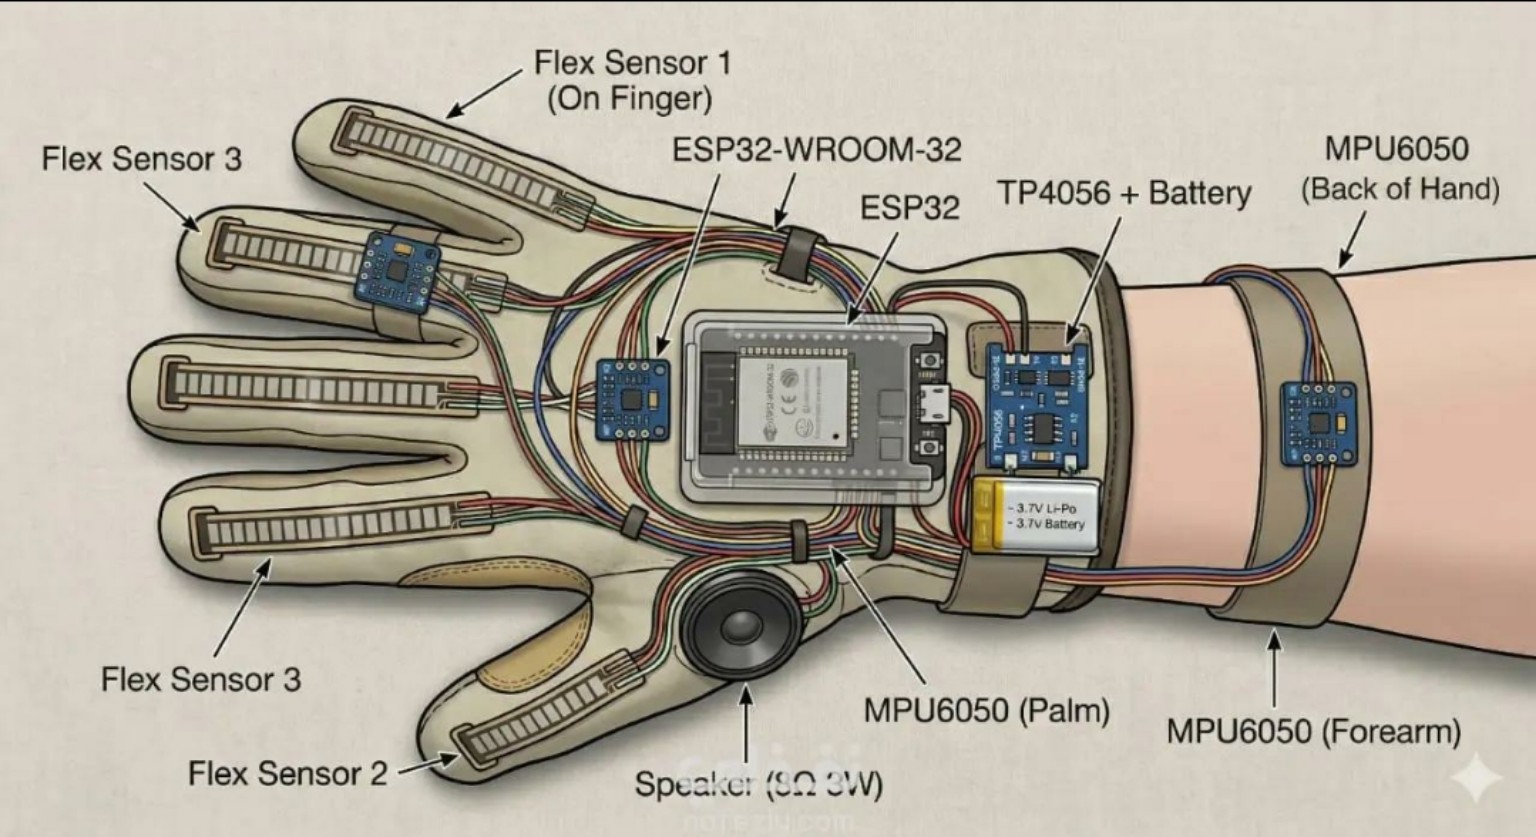 Flex Sensor 1
(On Finger)
Flex Sensor 3
ESP32-WROOM-32
ESP32
TP4056 + Battery
MPU6050
(Back of Hand)
TP4056
- 3.7V Li-Po
- 3.7V Battery
Flex Sensor 3
Flex Sensor 2
Speaker (8Ω 3W)
MPU6050 (Palm)
MPU6050 (Forearm)